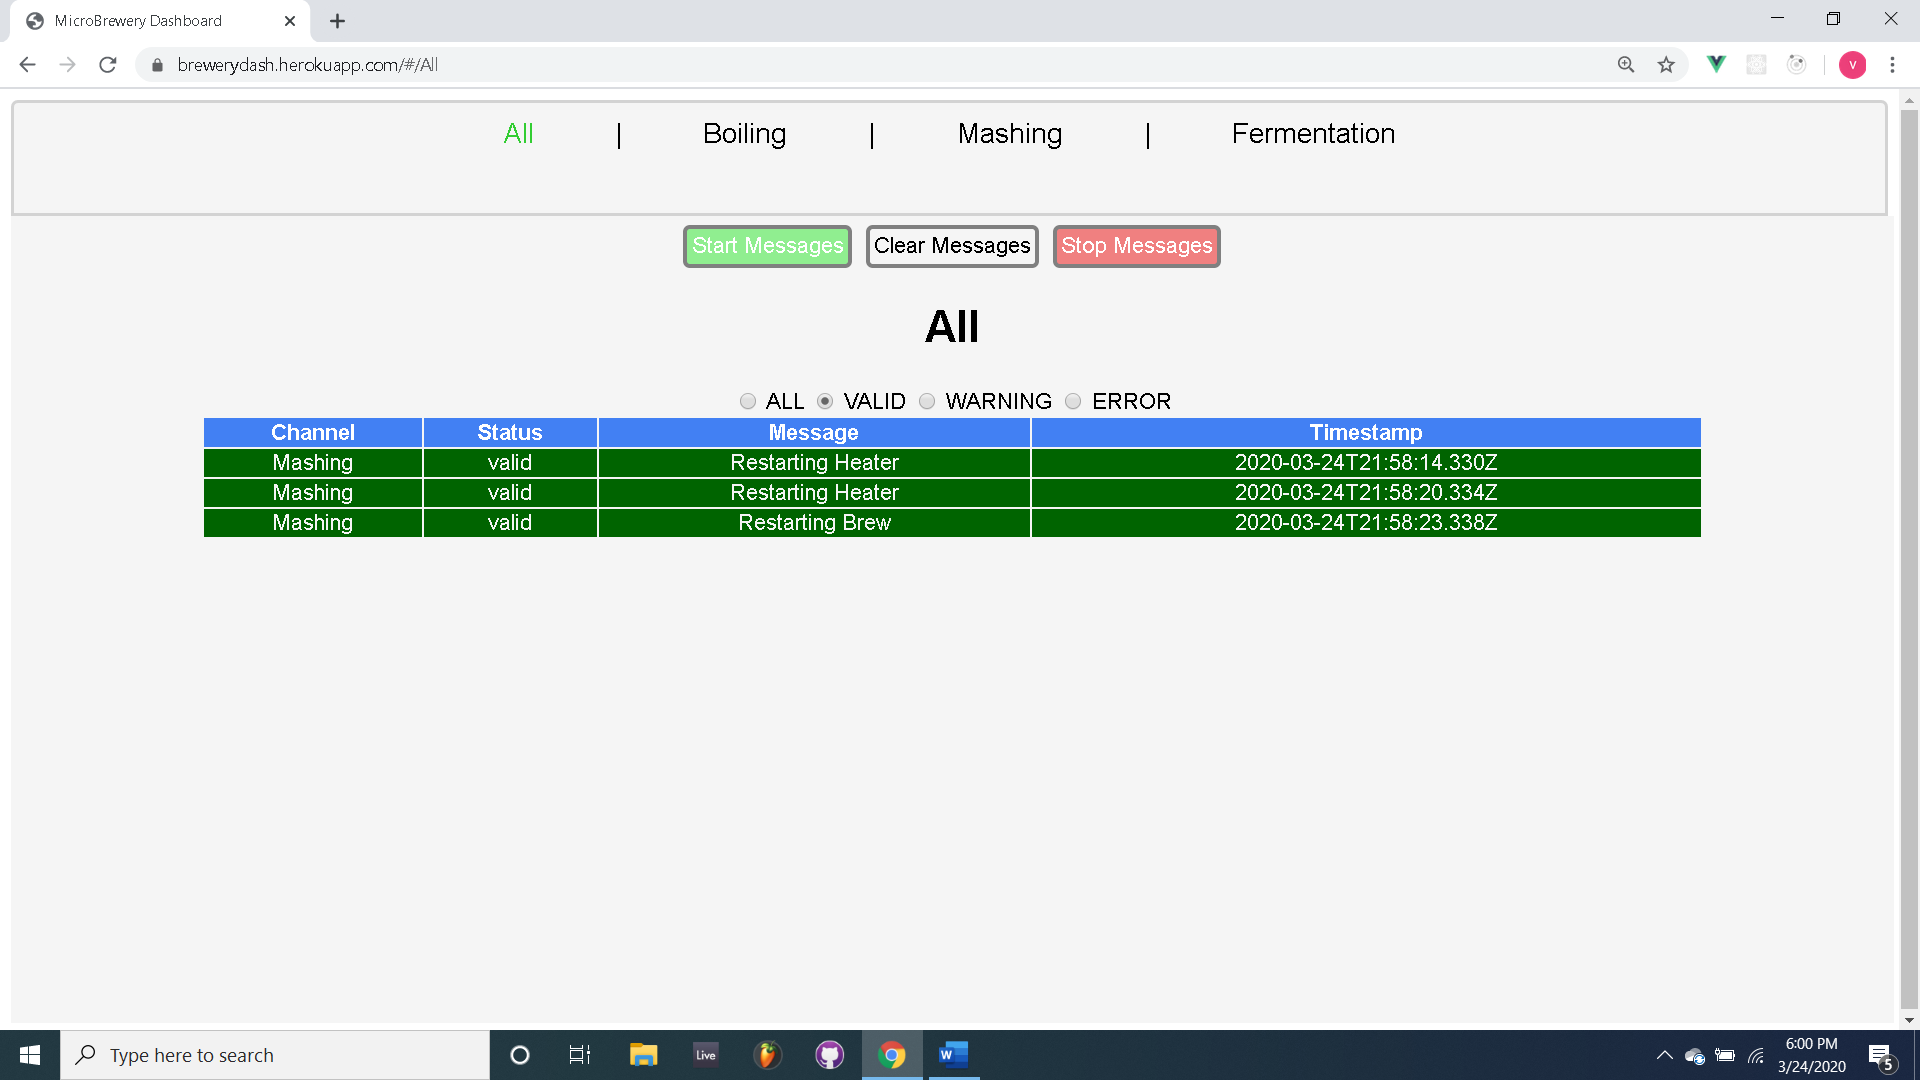 MicroBrewery Dashboard
brewerydash.herokuapp.com/#/All
V
All | Boiling | Mashing | Fermentation
Start Messages Clear Messages Stop Messages
All
ALL VALID WARNING ERROR
Channel Status Message Timestamp
Mashing valid Restarting Heater 2020-03-24T21:58:14.330Z
Mashing valid Restarting Heater 2020-03-24T21:58:20.334Z
Mashing valid Restarting Brew 2020-03-24T21:58:23.338Z
Type here to search
Live
W
6:00 PM
3/24/2020
5